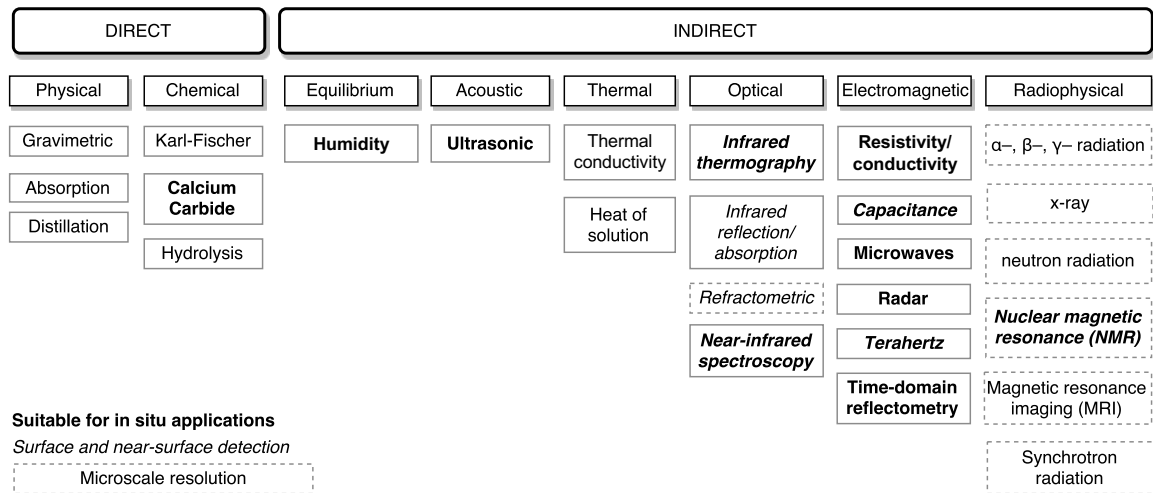 DIRECT
INDIRECT
Physical
Chemical
Equilibrium
Acoustic
Thermal
Optical
Electromagnetic
Radiophysical
Gravimetric
Absorption
Distillation
Karl-Fischer
Calcium
Carbide
Hydrolysis
Humidity
Ultrasonic
Thermal
conductivity
Heat of
solution
Infrared
thermography
Infrared
reflection/
absorption
Refractometric
Near-infrared
spectroscopy
Resistivity/
conductivity
Capacitance
Microwaves
Radar
Terahertz
Time-domain
reflectometry
α–, β–, γ– radiation
x-ray
neutron radiation
Nuclear magnetic
resonance (NMR)
Magnetic resonance
imaging (MRI)
Synchrotron
radiation
Suitable for in situ applications
Surface and near-surface detection
Microscale resolution